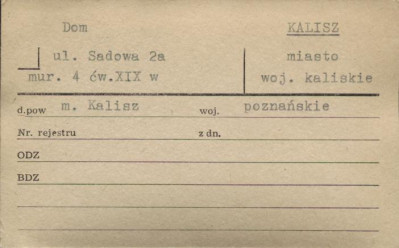 Dom KALISZ
ul. Sadowa 2a miasto
mur. 4 ćw.XIX w woj. kaliskie
d.pow m. Kalisz woj. poznańskie
Nr. rejestru z dn.
ODZ
BDZ